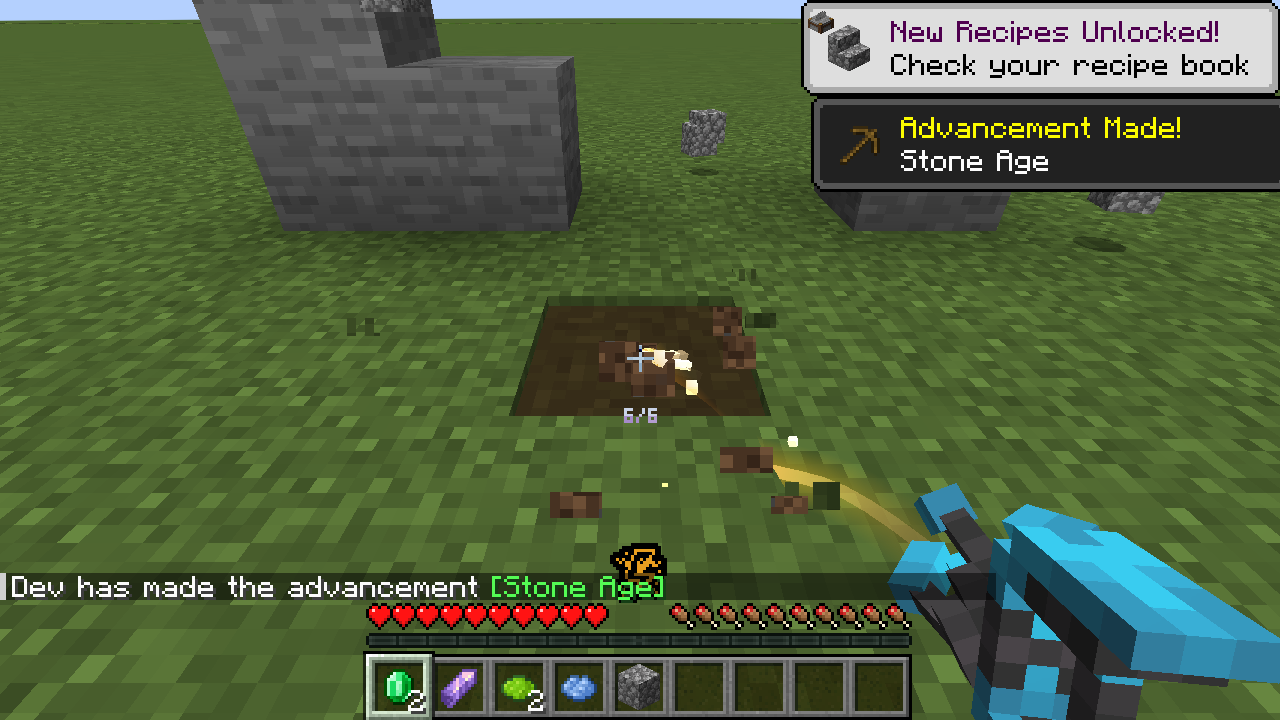 New Recipes Unlocked!
Check your recipe book
Advancement Made!
Stone Age
6/6
Dev has made the advancement [Stone Age]
2
2